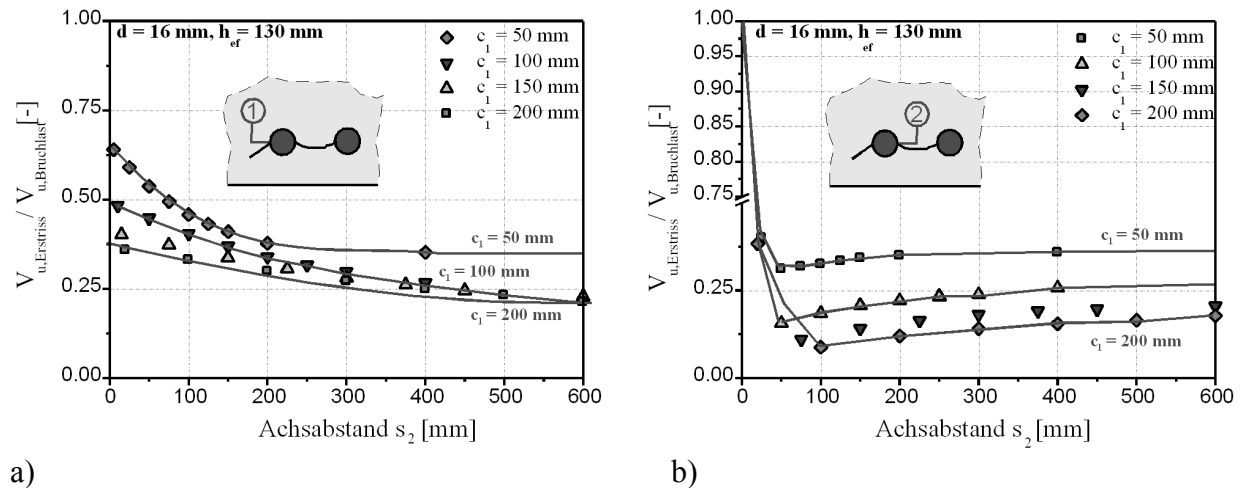 d = 16 mm, h_ef = 130 mm
c_1 = 50 mm
c_1 = 100 mm
c_1 = 150 mm
c_1 = 200 mm
1
V_u,Erstriss / V_u,Bruchlast [-]
1.00
0.75
0.50
0.25
0.00
c_1 = 50 mm
c_1 = 100 mm
c_1 = 200 mm
0 100 200 300 400 500 600
Achsabstand s_2 [mm]
a)
d = 16 mm, h_ef = 130 mm
c_1 = 50 mm
c_1 = 100 mm
c_1 = 150 mm
c_1 = 200 mm
2
V_u,Erstriss / V_u,Bruchlast [-]
1.00
0.95
0.90
0.85
0.80
0.75
0.25
0.00
c_1 = 50 mm
c_1 = 200 mm
0 100 200 300 400 500 600
Achsabstand s_2 [mm]
b)